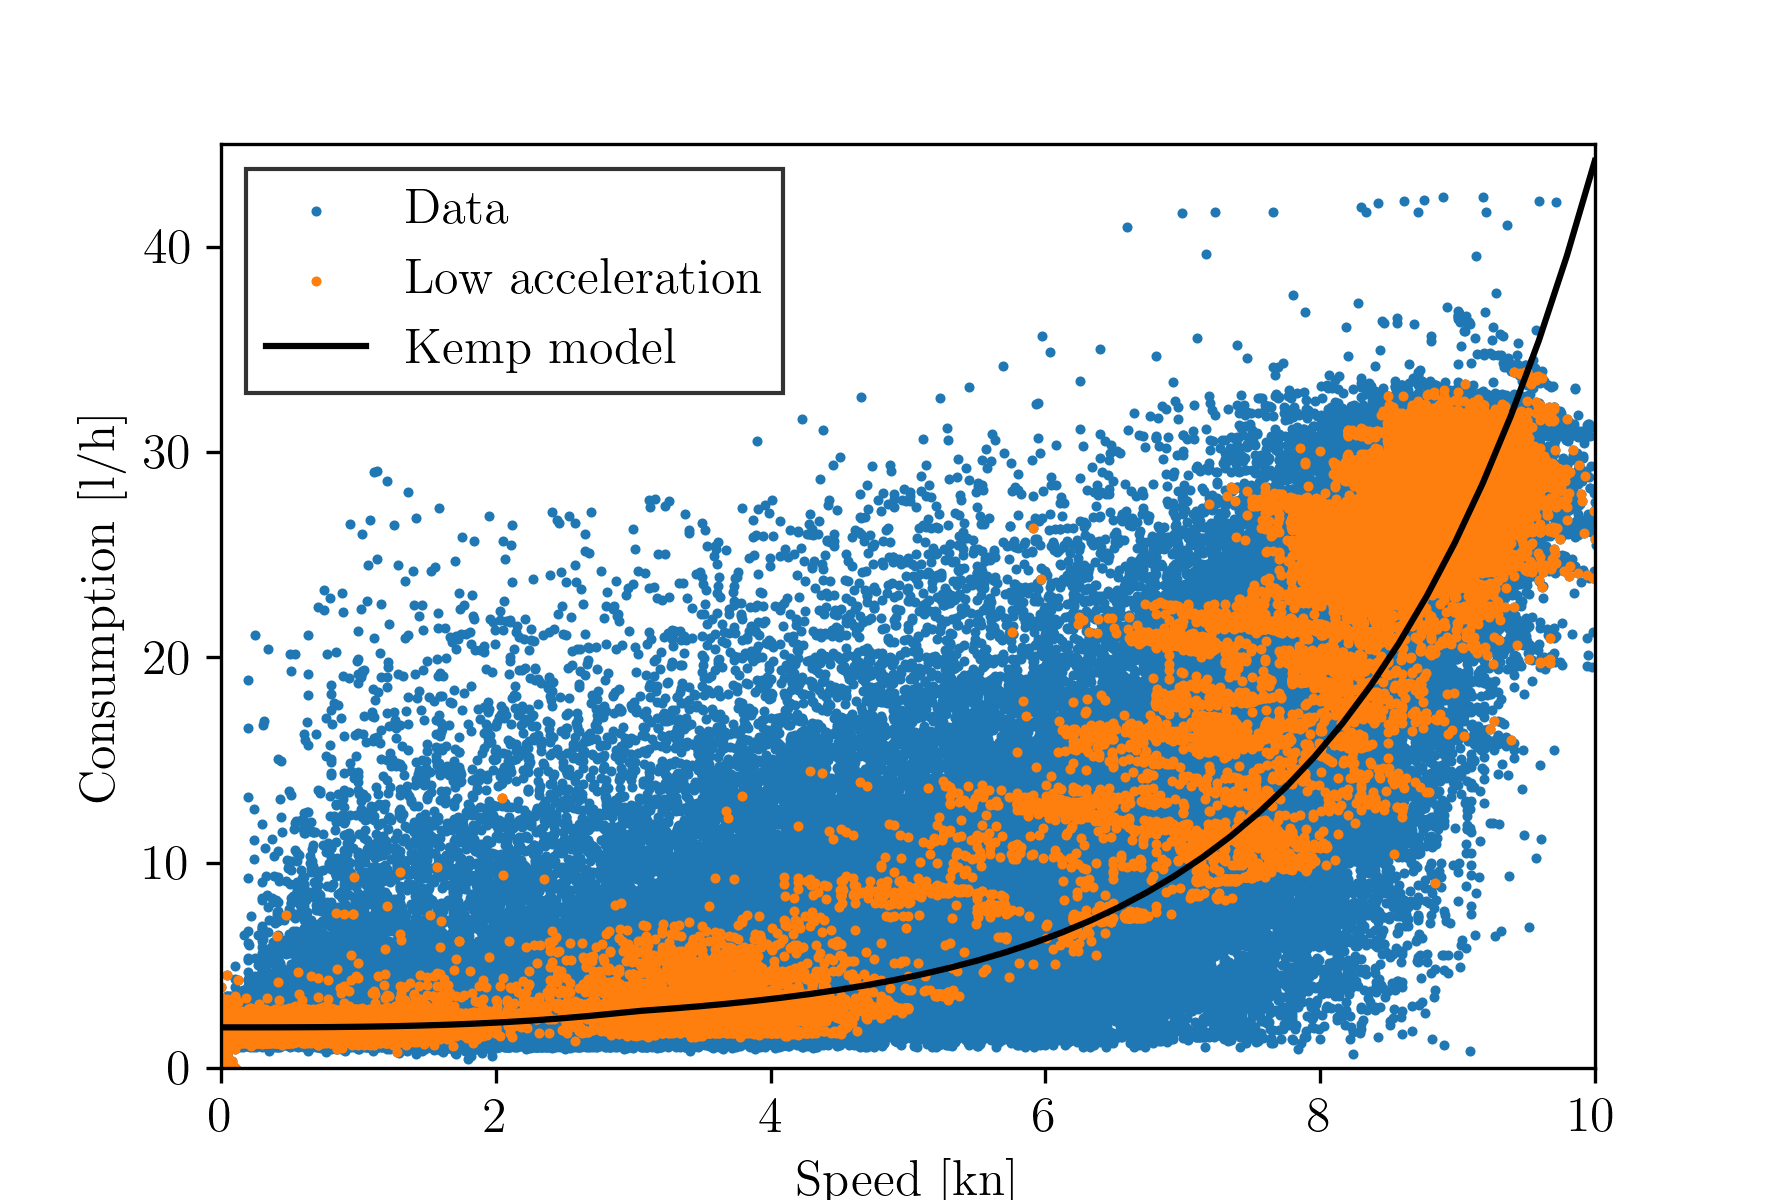 Data
Low acceleration
Kemp model
Consumption [l/h]
40
30
20
10
0
0 2 4 6 8 10
Speed [kn]